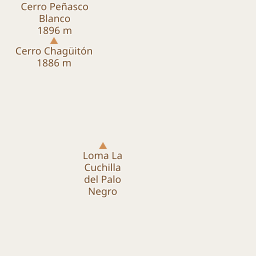 Cerro Peñasco
Blanco
1896 m
Cerro Chagüitón
1886 m
Loma La
Cuchilla
del Palo
Negro